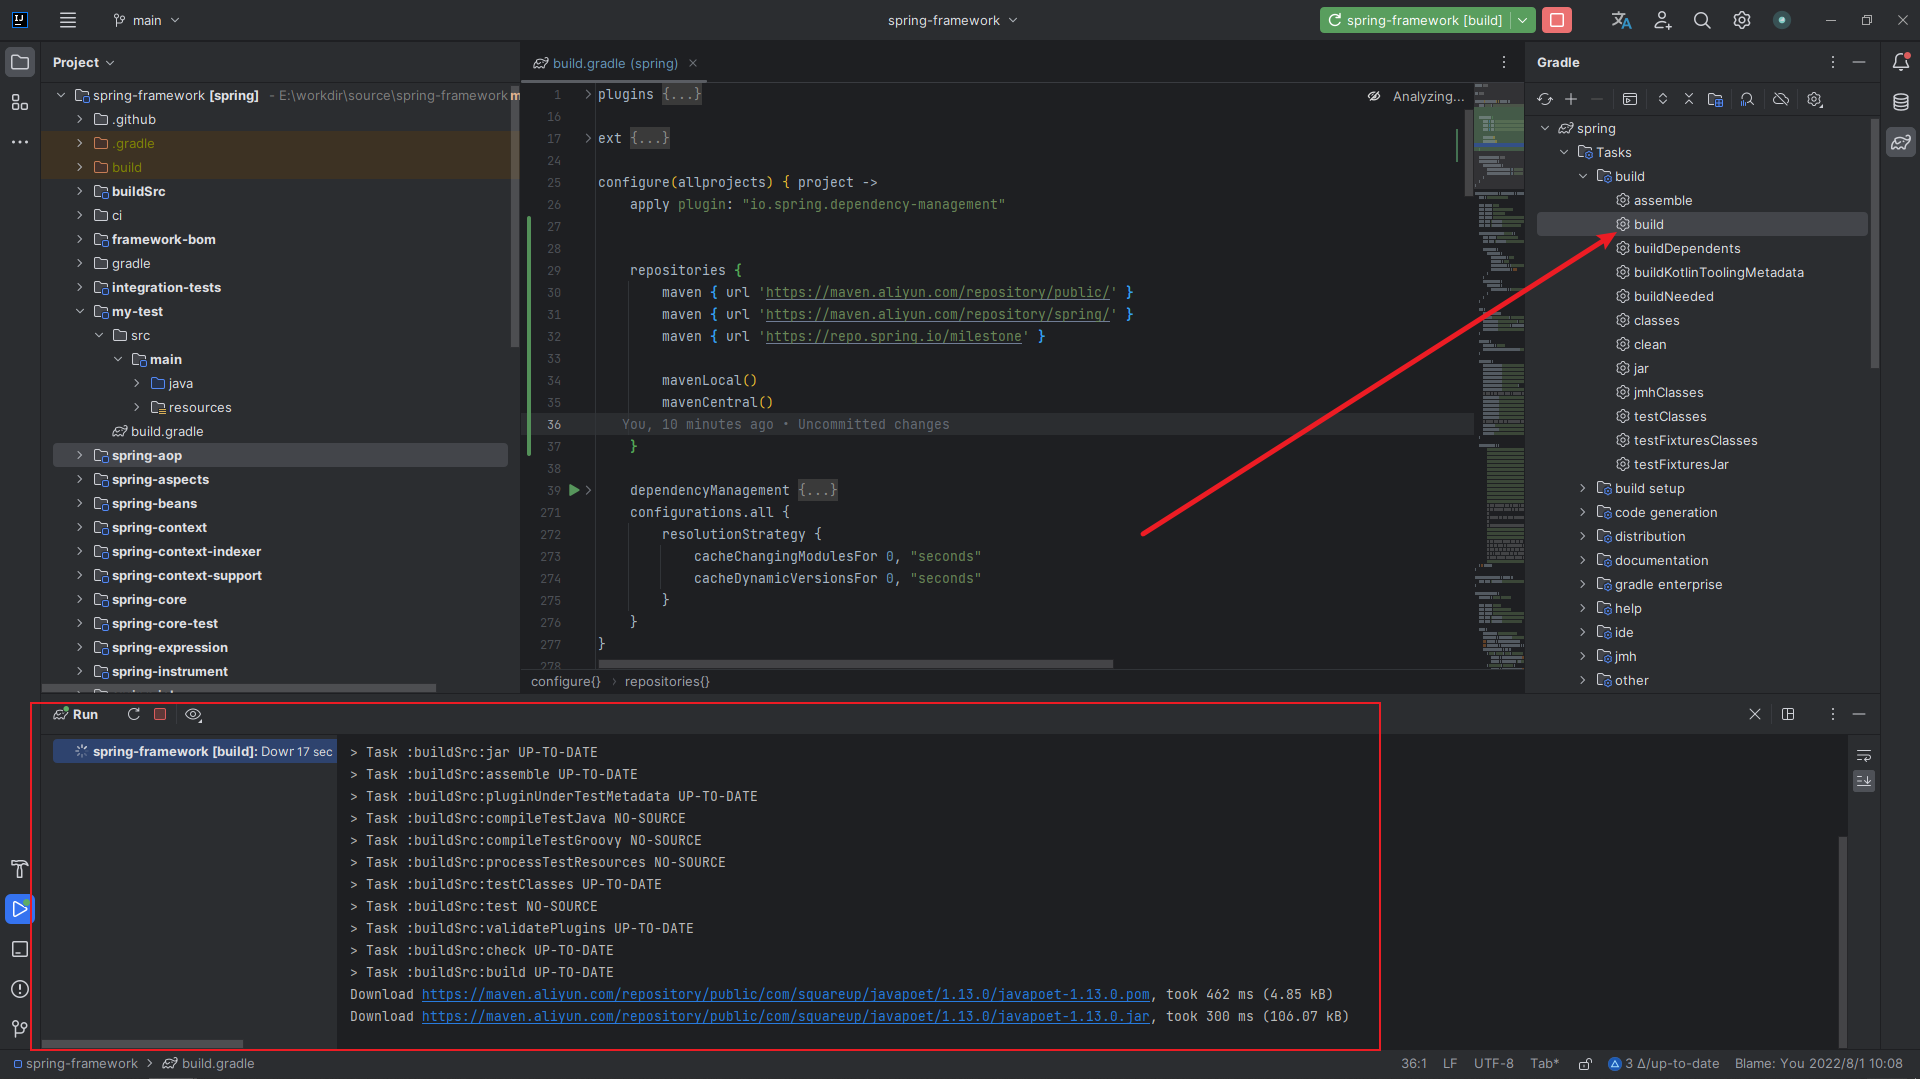 main
spring-framework
spring-framework [build]
Project
spring-framework [spring] - E:\workdir\source\spring-framework
.github
.gradle
build
buildSrc
ci
framework-bom
gradle
integration-tests
my-test
src
main
java
resources
build.gradle
spring-aop
spring-aspects
spring-beans
spring-context
spring-context-indexer
spring-context-support
spring-core
spring-core-test
spring-expression
spring-instrument
build.gradle (spring)
Analyzing...
1 plugins {...}
16
17 ext {...}
24
25 configure(allprojects) { project ->
26 apply plugin: "io.spring.dependency-management"
27
28
29 repositories {
30 maven { url 'https://maven.aliyun.com/repository/public/' }
31 maven { url 'https://maven.aliyun.com/repository/spring/' }
32 maven { url 'https://repo.spring.io/milestone' }
33
34 mavenLocal()
35 mavenCentral()
36 You, 10 minutes ago • Uncommitted changes
37 }
38
39 dependencyManagement {...}
271 configurations.all {
272 resolutionStrategy {
273 cacheChangingModulesFor 0, "seconds"
274 cacheDynamicVersionsFor 0, "seconds"
275 }
276 }
277 }
278
configure{} › repositories{}
Gradle
spring
Tasks
build
assemble
build
buildDependents
buildKotlinToolingMetadata
buildNeeded
classes
clean
jar
jmhClasses
testClasses
testFixturesClasses
testFixturesJar
build setup
code generation
distribution
documentation
gradle enterprise
help
ide
jmh
other
Run
spring-framework [build]: Dowr 17 sec
> Task :buildSrc:jar UP-TO-DATE
> Task :buildSrc:assemble UP-TO-DATE
> Task :buildSrc:pluginUnderTestMetadata UP-TO-DATE
> Task :buildSrc:compileTestJava NO-SOURCE
> Task :buildSrc:compileTestGroovy NO-SOURCE
> Task :buildSrc:processTestResources NO-SOURCE
> Task :buildSrc:testClasses UP-TO-DATE
> Task :buildSrc:test NO-SOURCE
> Task :buildSrc:validatePlugins UP-TO-DATE
> Task :buildSrc:check UP-TO-DATE
> Task :buildSrc:build UP-TO-DATE
Download https://maven.aliyun.com/repository/public/com/squareup/javapoet/1.13.0/javapoet-1.13.0.pom, took 462 ms (4.85 kB)
Download https://maven.aliyun.com/repository/public/com/squareup/javapoet/1.13.0/javapoet-1.13.0.jar, took 300 ms (106.07 kB)
spring-framework › build.gradle
36:1 LF UTF-8 Tab* 3 Δ/up-to-date Blame: You 2022/8/1 10:08